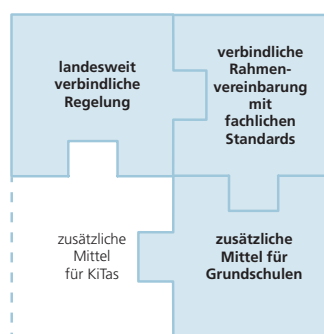 landesweit
verbindliche
Regelung
verbindliche
Rahmen-
vereinbarung
mit
fachlichen
Standards
zusätzliche
Mittel
für KiTas
zusätzliche
Mittel für
Grundschulen